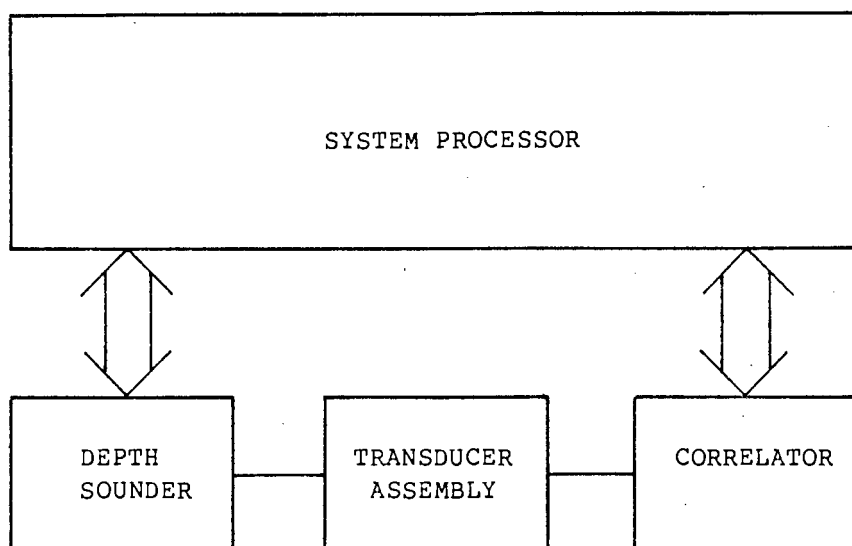 SYSTEM PROCESSOR
DEPTH
SOUNDER
TRANSDUCER
ASSEMBLY
CORRELATOR